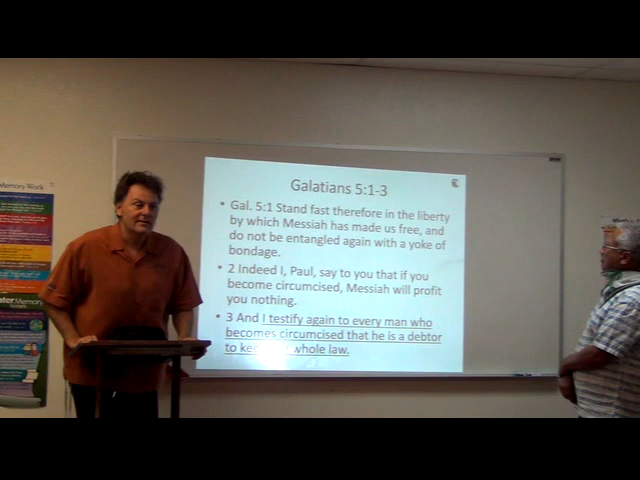 Memory Work
Galatians 5:1-3
• Gal. 5:1 Stand fast therefore in the liberty
by which Messiah has made us free, and
do not be entangled again with a yoke of
bondage.
• 2 Indeed I, Paul, say to you that if you
become circumcised, Messiah will profit
you nothing.
• 3 And I testify again to every man who
becomes circumcised that he is a debtor
to whole law.
Memory